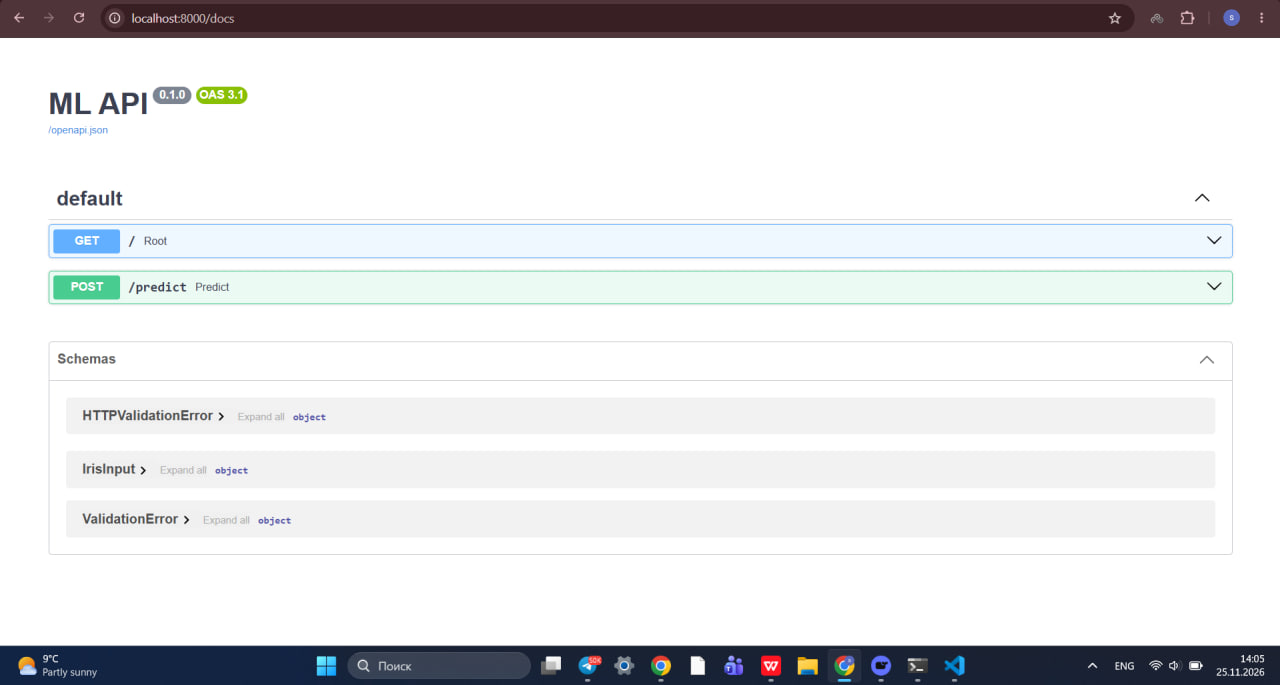 localhost:8000/docs
S
ML API 0.1.0 OAS 3.1
/openapi.json
default
GET / Root
POST /predict Predict
Schemas
HTTPValidationError Expand all object
IrisInput Expand all object
ValidationError Expand all object
9°C
Partly sunny
Поиск
50K
W
ENG
14:05
25.11.2026